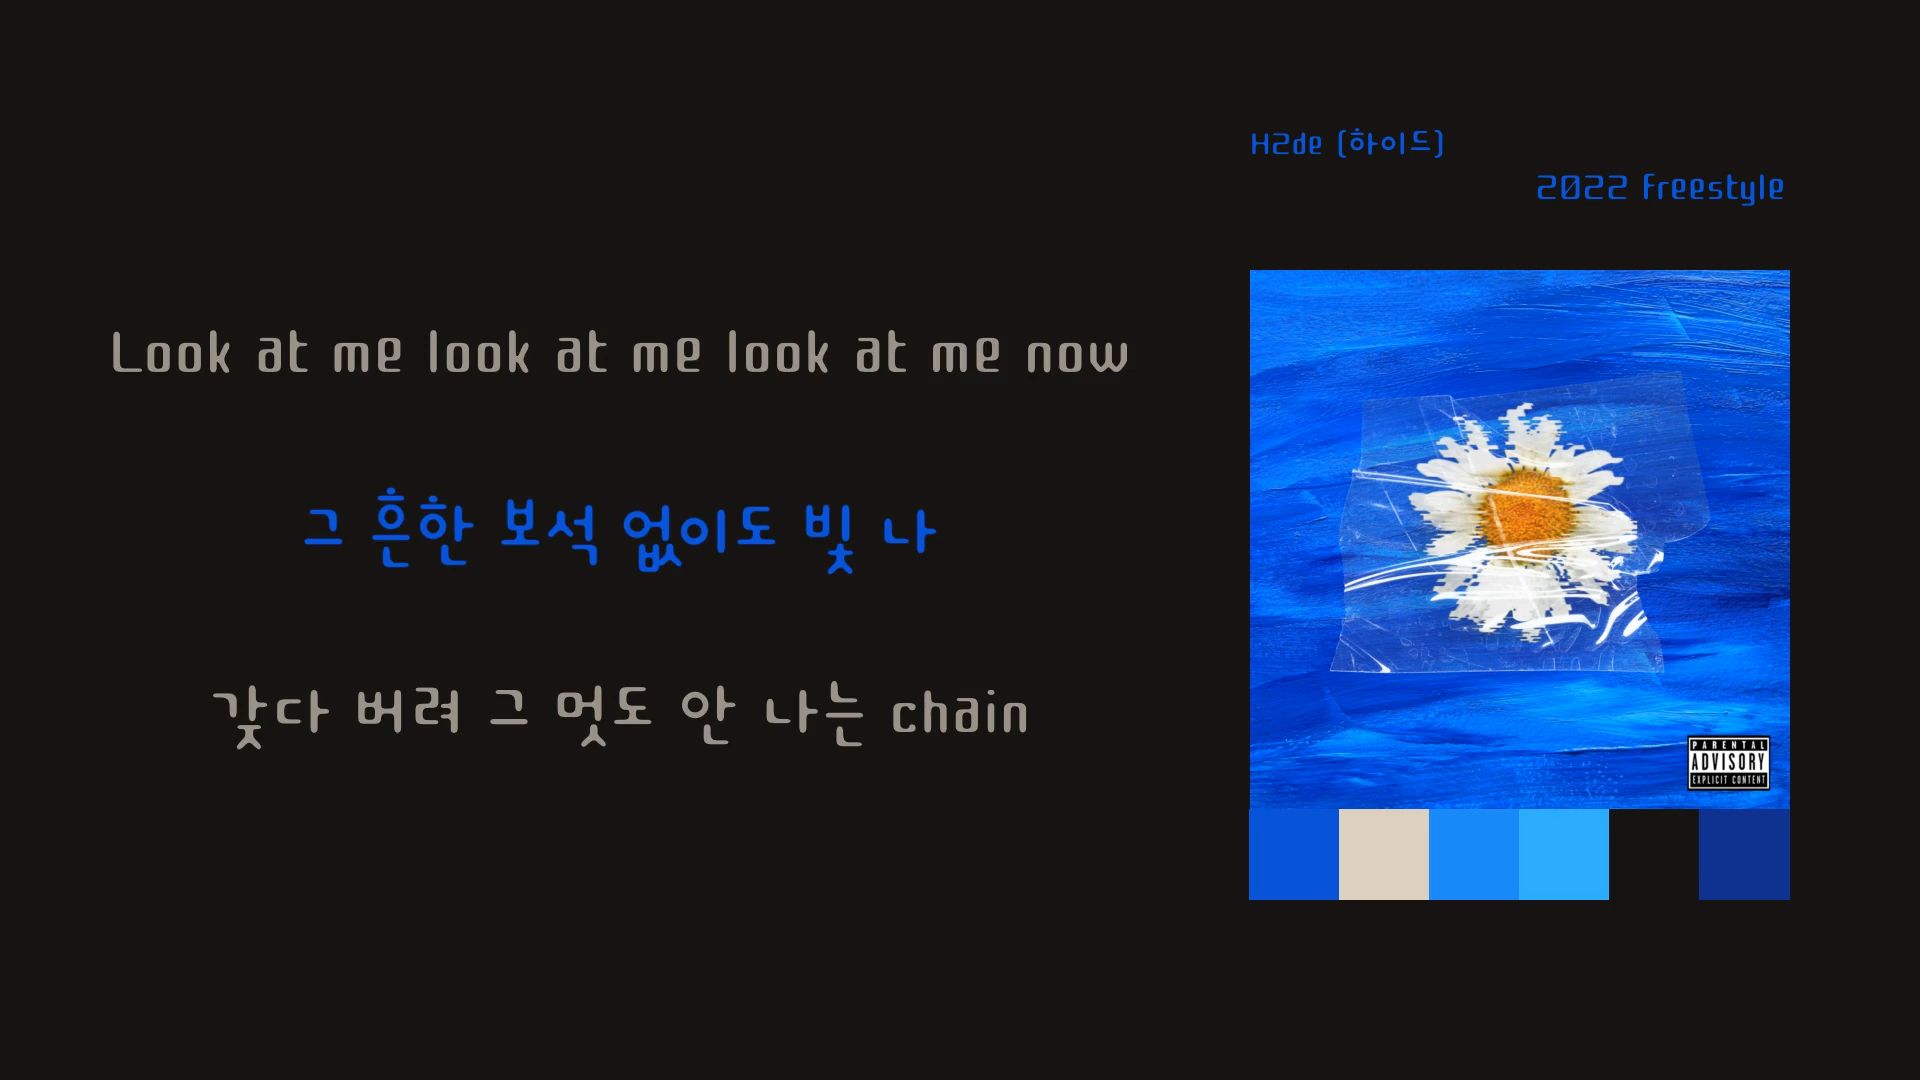 H2de (하이드)
2022 Freestyle
Look at me look at me look at me now
그 흔한 보석 없이도 빛 나
갖다 버려 그 멋도 안 나는 chain
PARENTAL
ADVISORY
EXPLICIT CONTENT